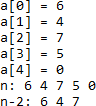 a[0] = 6
a[1] = 4
a[2] = 7
a[3] = 5
a[4] = 0
n: 6 4 7 5 0
n-2: 6 4 7